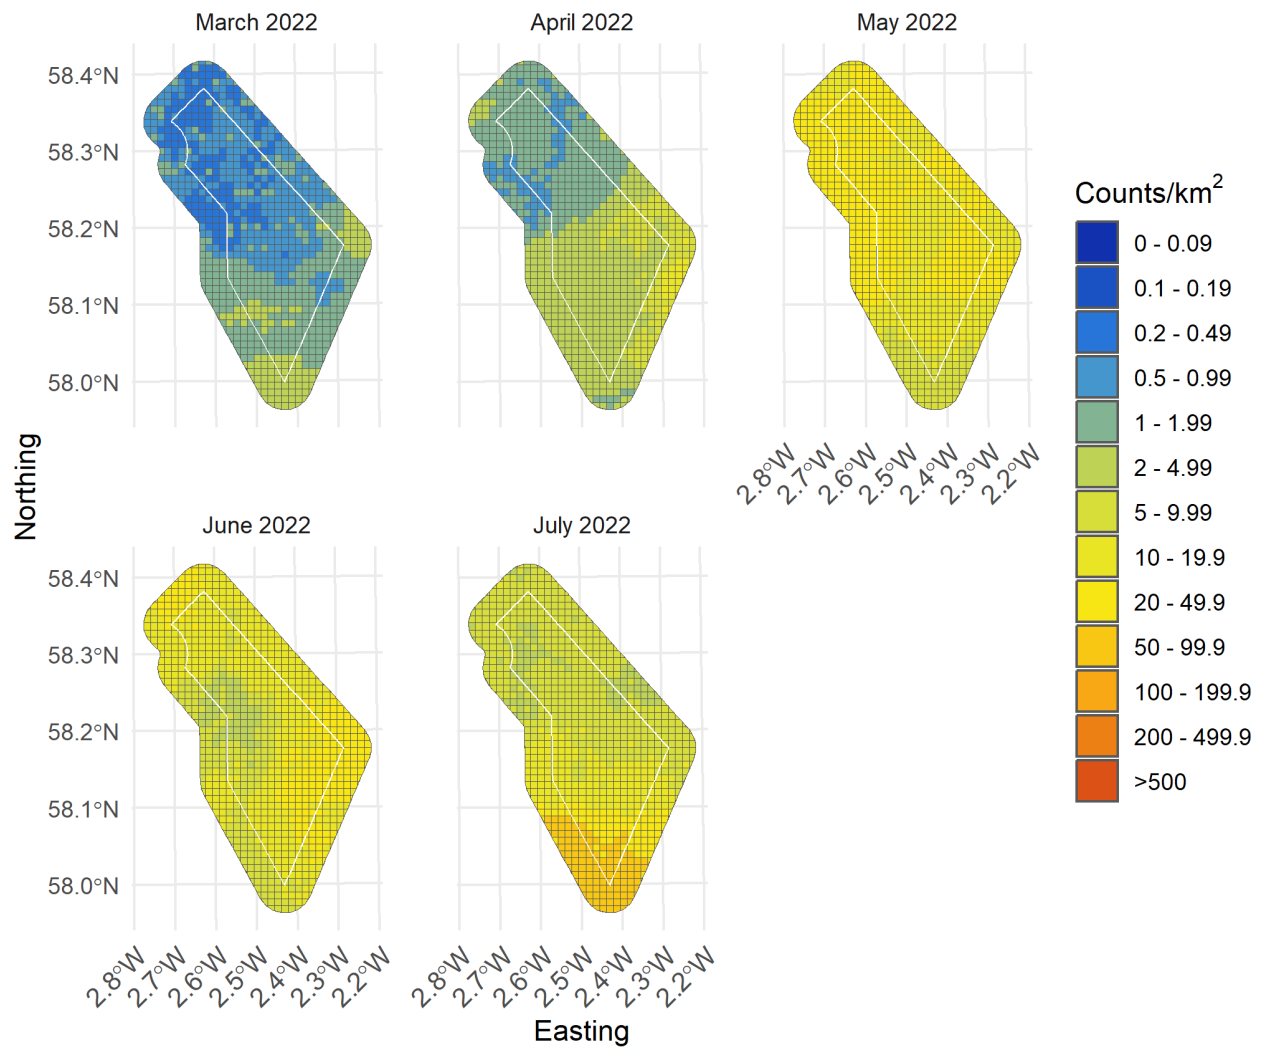 March 2022
April 2022
May 2022
58.4°N
58.3°N
58.2°N
58.1°N
58.0°N
2.8°W
2.7°W
2.6°W
2.5°W
2.4°W
2.3°W
2.2°W
Northing
June 2022
July 2022
58.4°N
58.3°N
58.2°N
58.1°N
58.0°N
2.8°W
2.7°W
2.6°W
2.5°W
2.4°W
2.3°W
2.2°W
2.8°W
2.7°W
2.6°W
2.5°W
2.4°W
2.3°W
2.2°W
Easting
Counts/km²
0 - 0.09
0.1 - 0.19
0.2 - 0.49
0.5 - 0.99
1 - 1.99
2 - 4.99
5 - 9.99
10 - 19.9
20 - 49.9
50 - 99.9
100 - 199.9
200 - 499.9
>500